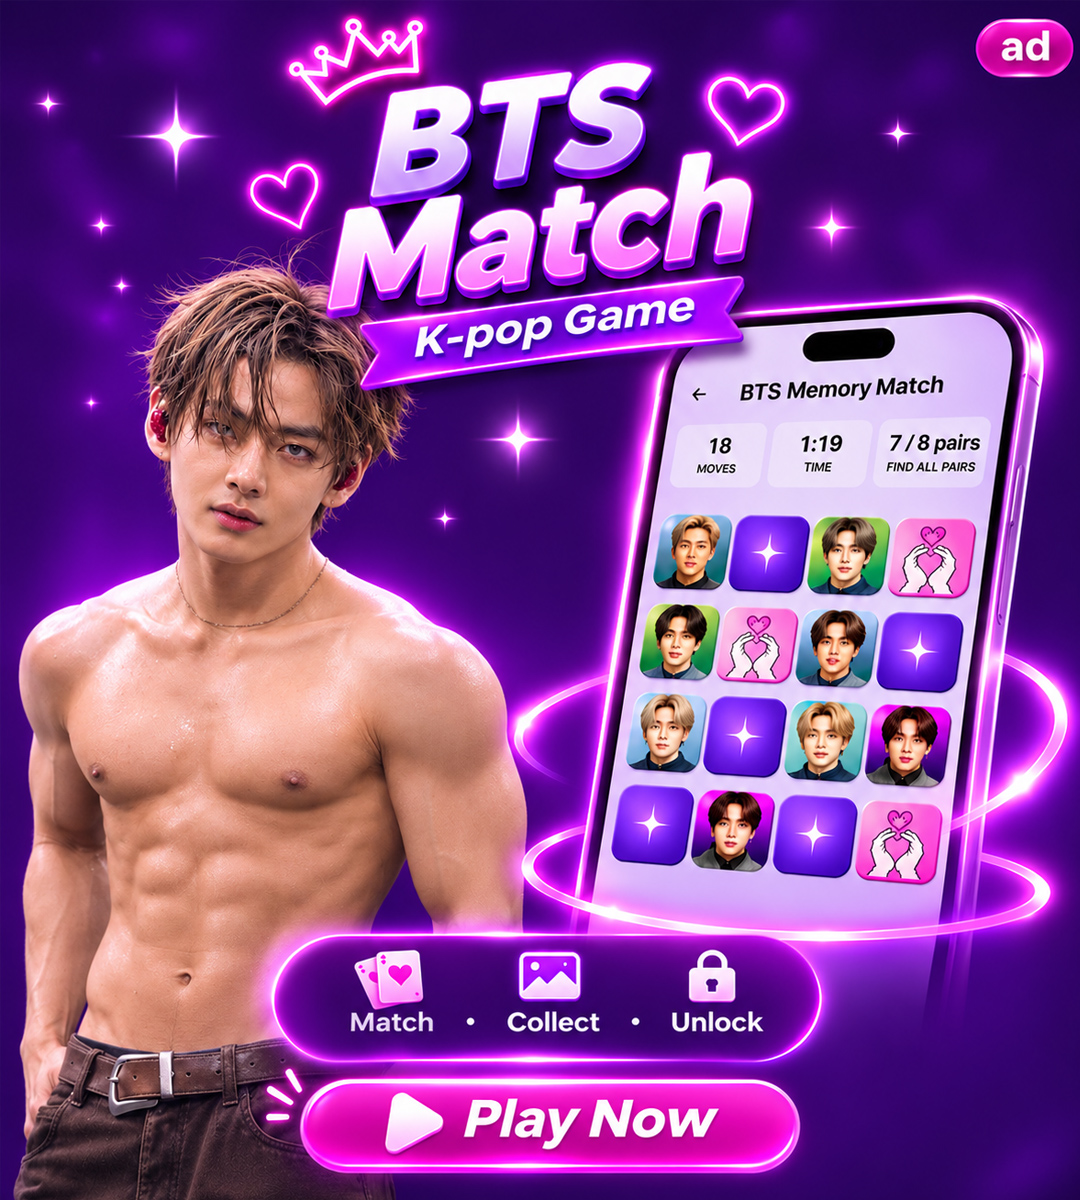 ad
BTS
Match
K-pop Game
BTS Memory Match
18
MOVES
1:19
TIME
7 / 8 pairs
FIND ALL PAIRS
Match • Collect • Unlock
Play Now